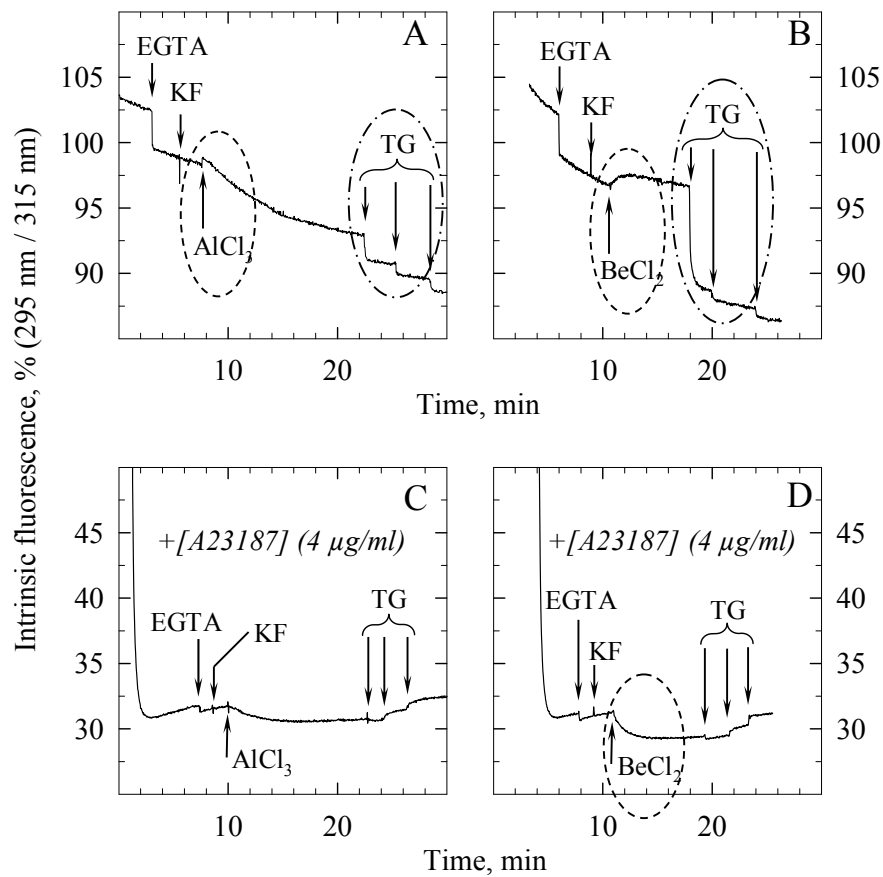 Intrinsic fluorescence, % (295 nm / 315 nm)
A
EGTA
KF
AlCl₃
TG
105
100
95
90
10
20
B
EGTA
KF
BeCl₂
TG
105
100
95
90
10
20
Time, min
C
+[A23187] (4 µg/ml)
EGTA
KF
AlCl₃
TG
45
40
35
30
10
20
D
+[A23187] (4 µg/ml)
EGTA
KF
BeCl₂
TG
45
40
35
30
10
20
Time, min